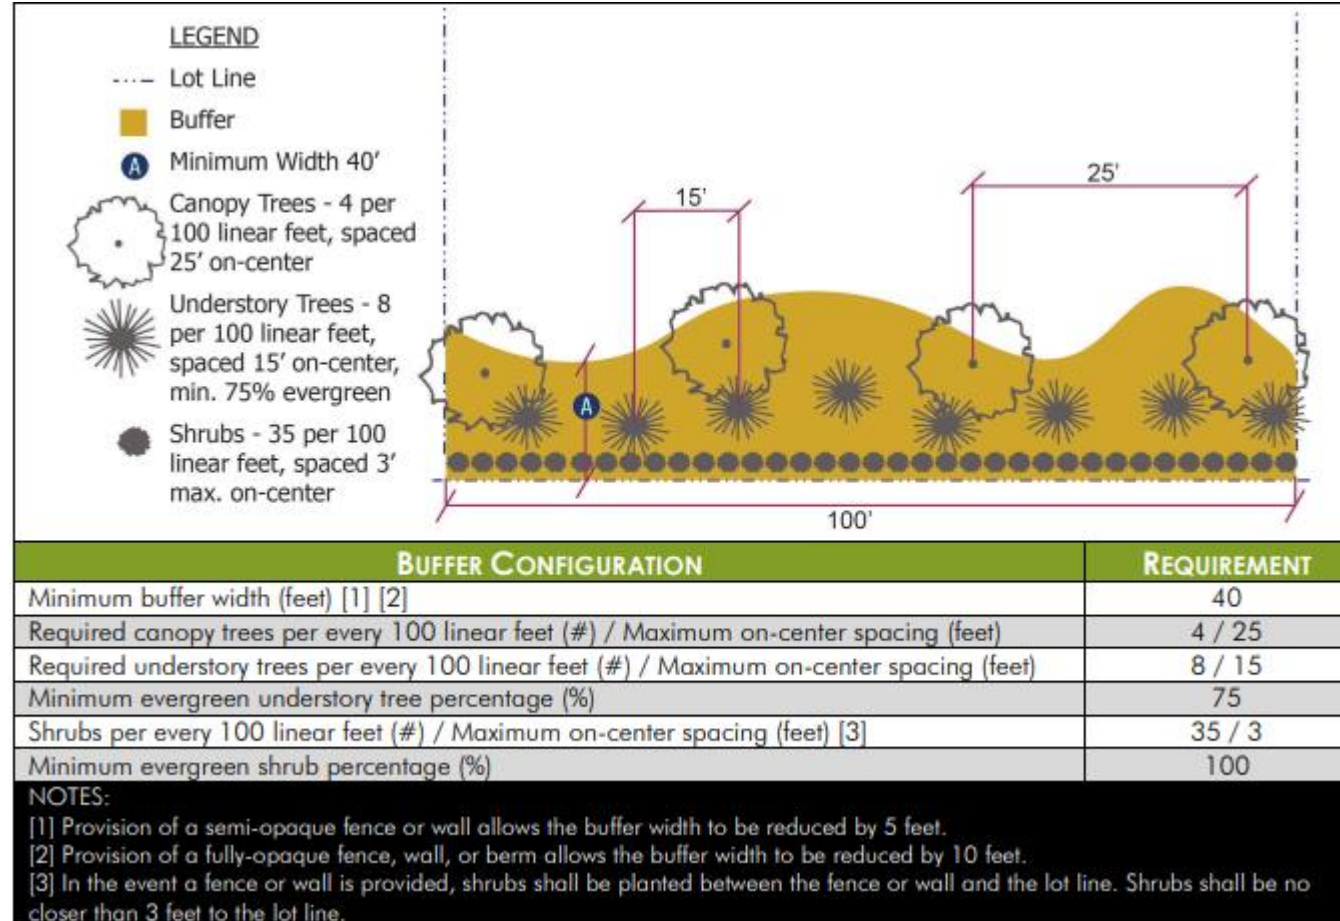 LEGEND
Lot Line
Buffer
A
Minimum Width 40'
Canopy Trees - 4 per
100 linear feet, spaced
25' on-center
Understory Trees - 8
per 100 linear feet,
spaced 15' on-center,
min. 75% evergreen
Shrubs - 35 per 100
linear feet, spaced 3'
max. on-center
15'
25'
A
100'
BUFFER CONFIGURATION REQUIREMENT
Minimum buffer width (feet) [1] [2] 40
Required canopy trees per every 100 linear feet (#) / Maximum on-center spacing (feet) 4 / 25
Required understory trees per every 100 linear feet (#) / Maximum on-center spacing (feet) 8 / 15
Minimum evergreen understory tree percentage (%) 75
Shrubs per every 100 linear feet (#) / Maximum on-center spacing (feet) [3] 35 / 3
Minimum evergreen shrub percentage (%) 100
NOTES:
[1] Provision of a semi-opaque fence or wall allows the buffer width to be reduced by 5 feet.
[2] Provision of a fully-opaque fence, wall, or berm allows the buffer width to be reduced by 10 feet.
[3] In the event a fence or wall is provided, shrubs shall be planted between the fence or wall and the lot line. Shrubs shall be no
closer than 3 feet to the lot line.